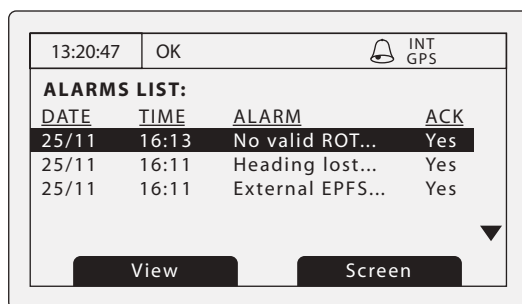 13:20:47 OK INT
GPS
ALARMS LIST:
DATE TIME ALARM ACK
25/11 16:13 No valid ROT... Yes
25/11 16:11 Heading lost... Yes
25/11 16:11 External EPFS... Yes
View Screen